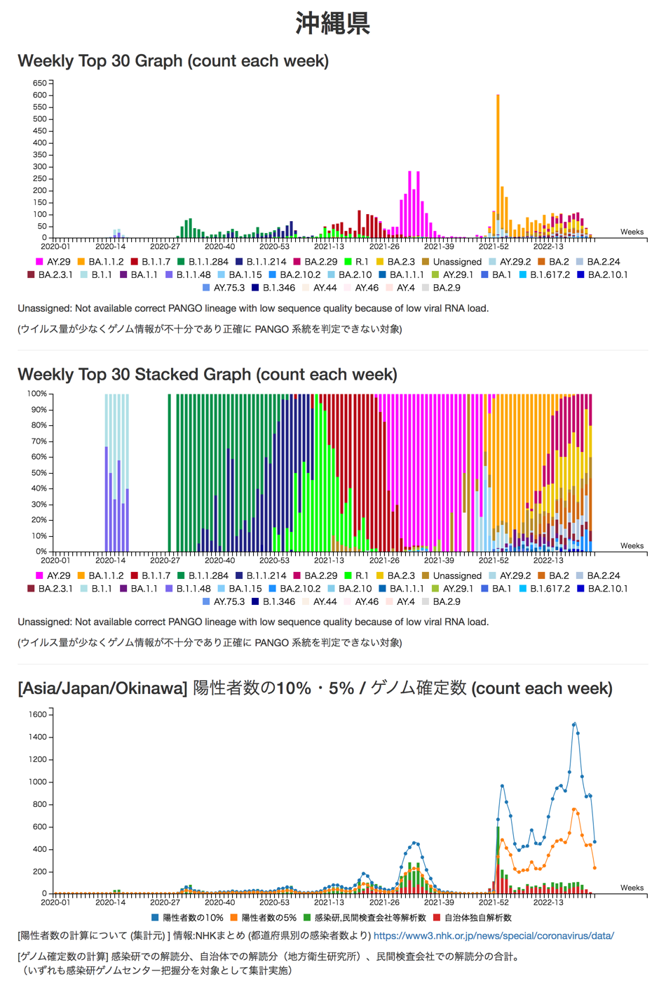 沖縄県
Weekly Top 30 Graph (count each week)
650
600
550
500
450
400
350
300
250
200
150
100
50
0
Weeks
2020-01 2020-14 2020-27 2020-40 2020-53 2021-13 2021-26 2021-39 2021-52 2022-13
AY.29 BA.1.1.2 B.1.1.7 B.1.1.284 B.1.1.214 BA.2.29 R.1 BA.2.3 Unassigned AY.29.2 BA.2 BA.2.24
BA.2.3.1 B.1.1 BA.1.1 B.1.1.48 BA.1.15 BA.2.10.2 BA.2.10 BA.1.1.1 AY.29.1 BA.1 B.1.617.2 BA.2.10.1
AY.75.3 B.1.346 AY.44 AY.46 AY.4 BA.2.9
Unassigned: Not available correct PANGO lineage with low sequence quality because of low viral RNA load.
(ウイルス量が少なくゲノム情報が不十分であり正確に PANGO 系統を判定できない対象)
Weekly Top 30 Stacked Graph (count each week)
100%
90%
80%
70%
60%
50%
40%
30%
20%
10%
0%
Weeks
2020-01 2020-14 2020-27 2020-40 2020-53 2021-13 2021-26 2021-39 2021-52 2022-13
AY.29 BA.1.1.2 B.1.1.7 B.1.1.284 B.1.1.214 BA.2.29 R.1 BA.2.3 Unassigned AY.29.2 BA.2 BA.2.24
BA.2.3.1 B.1.1 BA.1.1 B.1.1.48 BA.1.15 BA.2.10.2 BA.2.10 BA.1.1.1 AY.29.1 BA.1 B.1.617.2 BA.2.10.1
AY.75.3 B.1.346 AY.44 AY.46 AY.4 BA.2.9
Unassigned: Not available correct PANGO lineage with low sequence quality because of low viral RNA load.
(ウイルス量が少なくゲノム情報が不十分であり正確に PANGO 系統を判定できない対象)
[Asia/Japan/Okinawa] 陽性者数の10%・5% / ゲノム確定数 (count each week)
1600
1400
1200
1000
800
600
400
200
0
Weeks
2020-01 2020-14 2020-27 2020-40 2020-53 2021-13 2021-26 2021-39 2021-52 2022-13
陽性者数の10% 陽性者数の5% 感染研,民間検査会社等解析数 自治体独自解析数
[陽性者数の計算について (集計元) ] 情報:NHKまとめ (都道府県別の感染者数より) https://www3.nhk.or.jp/news/special/coronavirus/data/
[ゲノム確定数の計算] 感染研での解読分、自治体での解読分（地方衛生研究所）、民間検査会社での解読分の合計。
（いずれも感染研ゲノムセンター把握分を対象として集計実施）